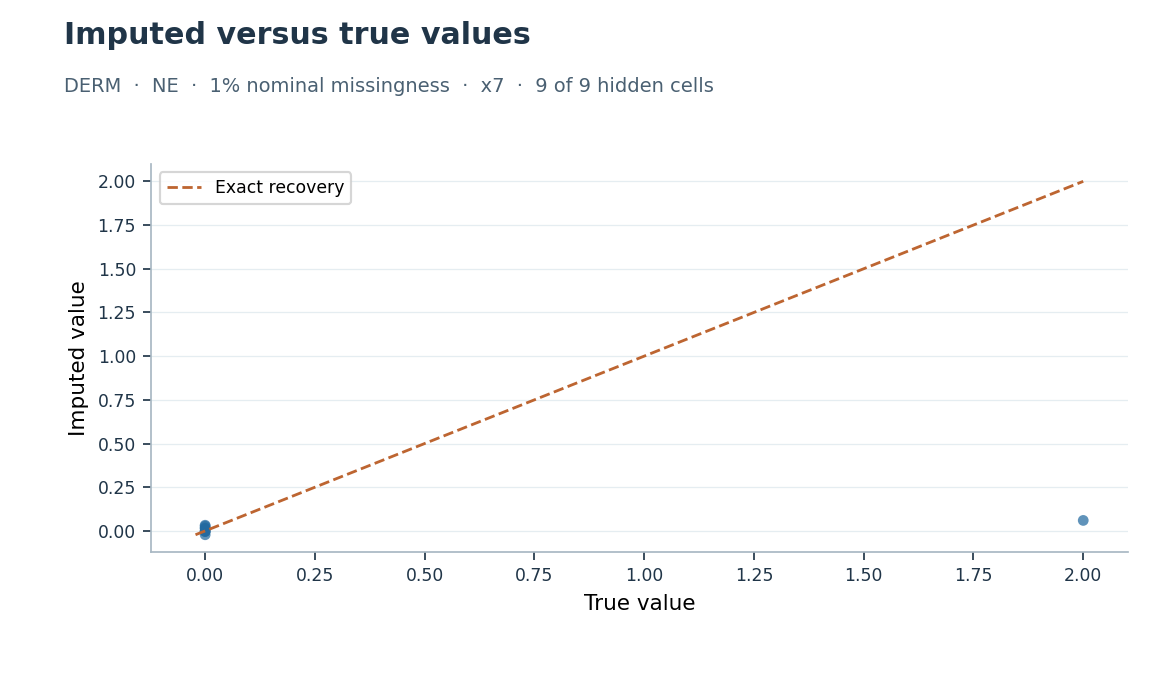 Imputed versus true values
DERM · NE · 1% nominal missingness · x7 · 9 of 9 hidden cells
Exact recovery
2.00
1.75
1.50
1.25
1.00
0.75
0.50
0.25
0.00
Imputed value
0.00 0.25 0.50 0.75 1.00 1.25 1.50 1.75 2.00
True value